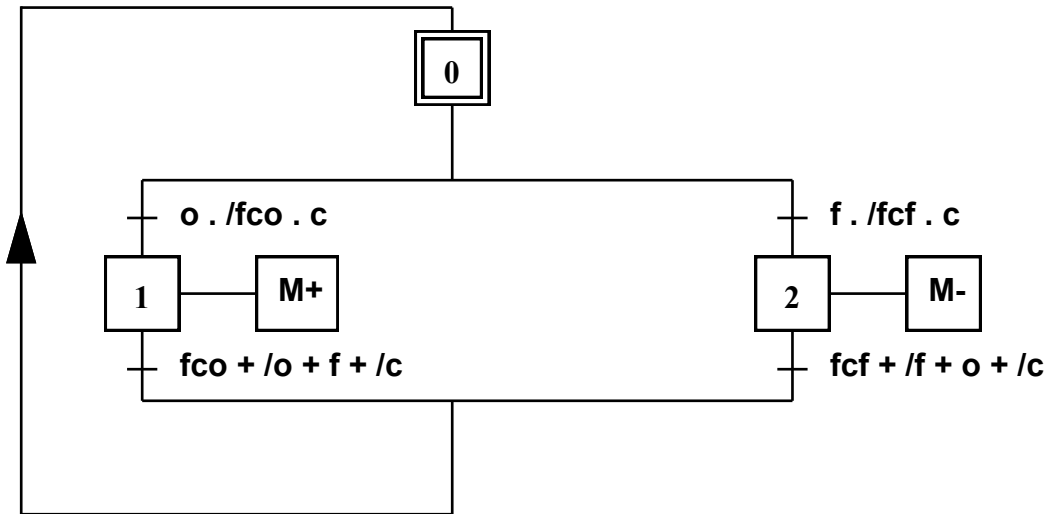 0
o . /fco . c
f . /fcf . c
1
M+
2
M-
fco + /o + f + /c
fcf + /f + o + /c